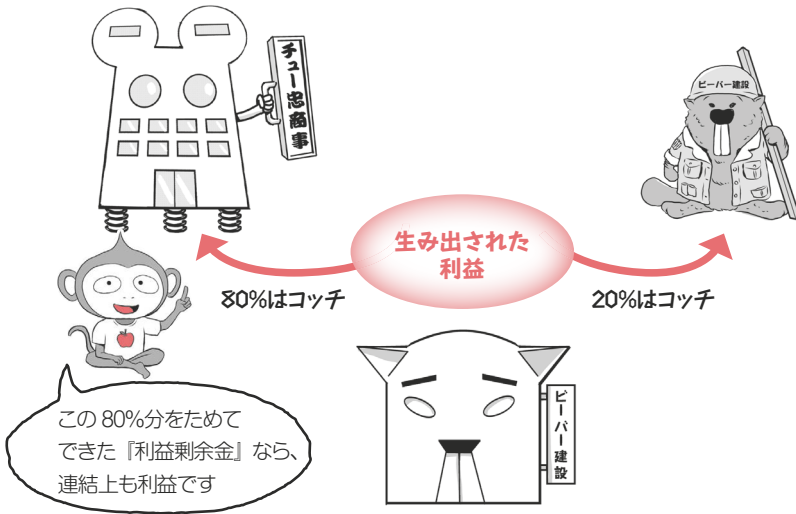 チュー忠商事
ビーバー建設
生み出された
利益
80%はコッチ
20%はコッチ
ビーバー建設
この80%分をためて
できた『利益剰余金』なら、
連結上も利益です